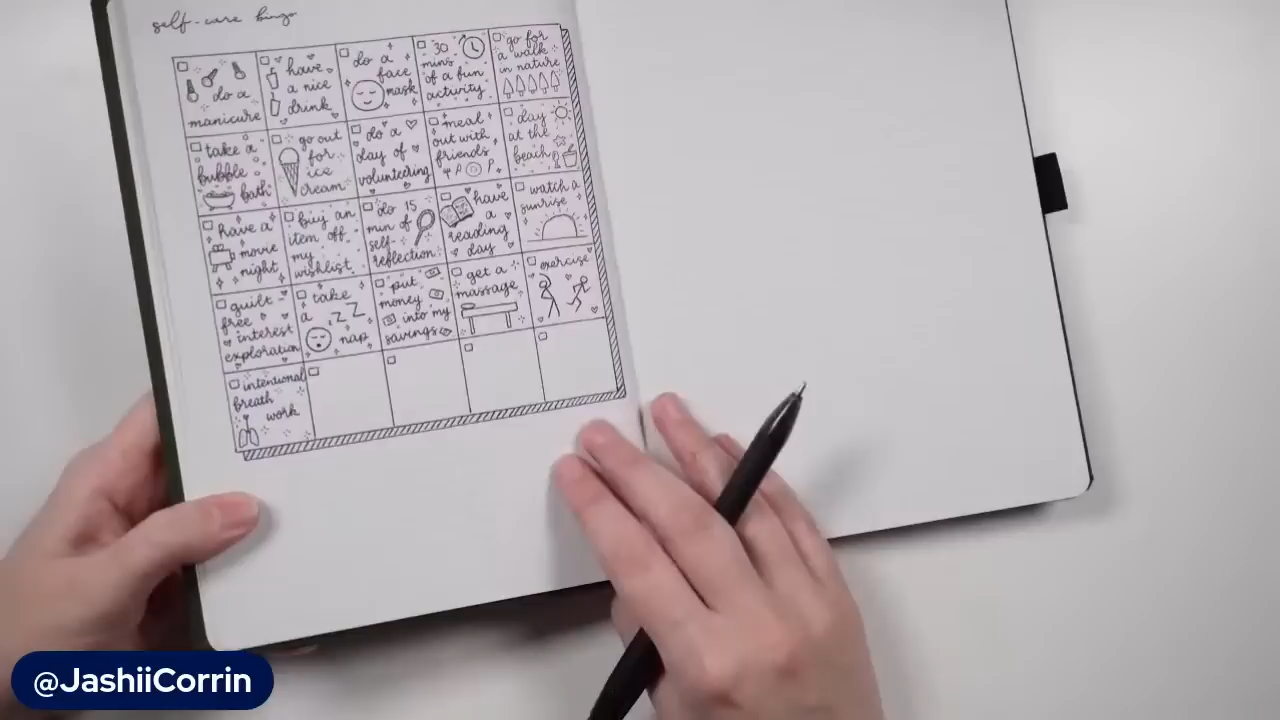 self-care bingo
do a
manicure
have
a nice
drink
do a
face
mask
30
mins
of a fun
activity
go for
a walk
in nature
take a
bubble
bath
go out
for
ice
cream
do a
day of
volunteering
meal
out with
friends
day
at the
beach
have a
movie
night
buy an
item off
my
wishlist
do 15
min of
self-
reflection
have
a
reading
day
watch a
sunrise
guilt
free
interest
exploration
take
a
zZZ
nap
put
money
into my
savings
get a
massage
exercise
intentional
breath
work
@JashiiCorrin